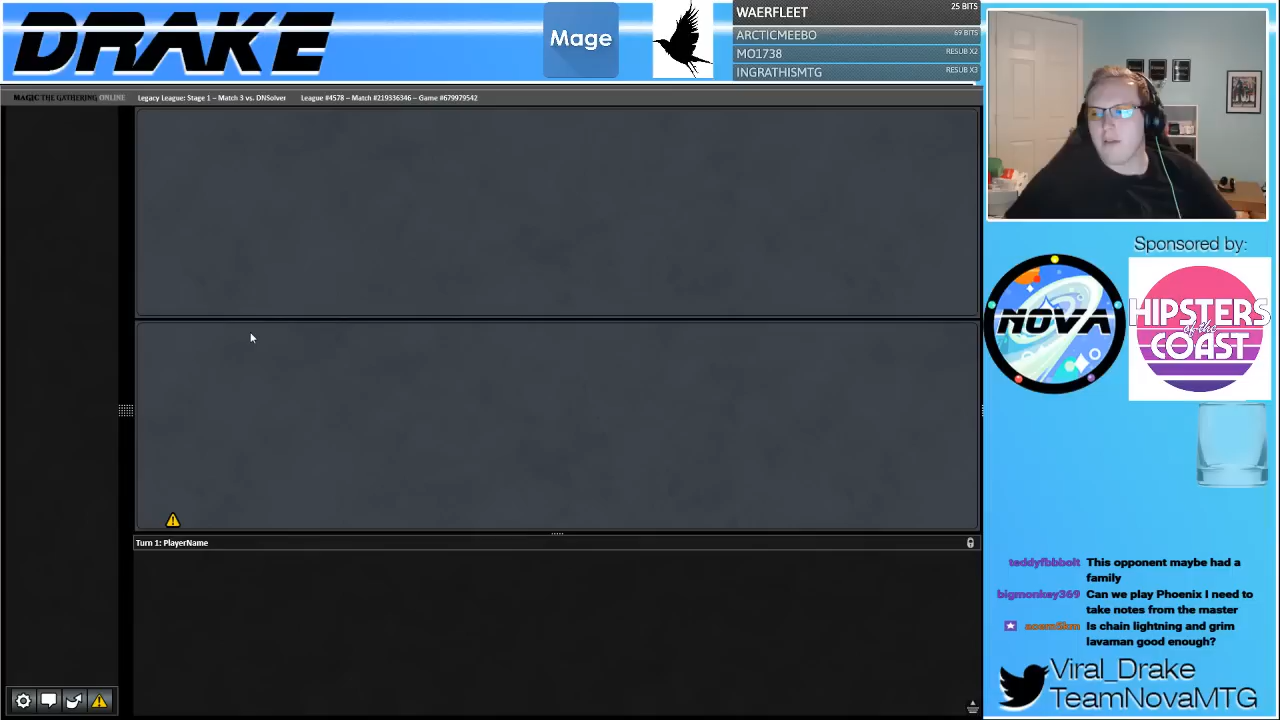 DRAKE
Mage
WAERFLEET 25 BITS
ARCTICMEEBO 69 BITS
MO1738 RESUB X2
INGRATHISMTG RESUB X3
MAGIC THE GATHERING ONLINE Legacy League: Stage 1 – Match 3 vs. DNSolver League #4578 – Match #219336346 – Game #679979542
Sponsored by:
NOVA
HIPSTERS
of the
COAST
Turn 1: PlayerName
teddyfbbbolt This opponent maybe had a
family
bigmonkey369 Can we play Phoenix I need to
take notes from the master
Is chain lightning and grim
lavaman good enough?
Viral_Drake
TeamNovaMTG